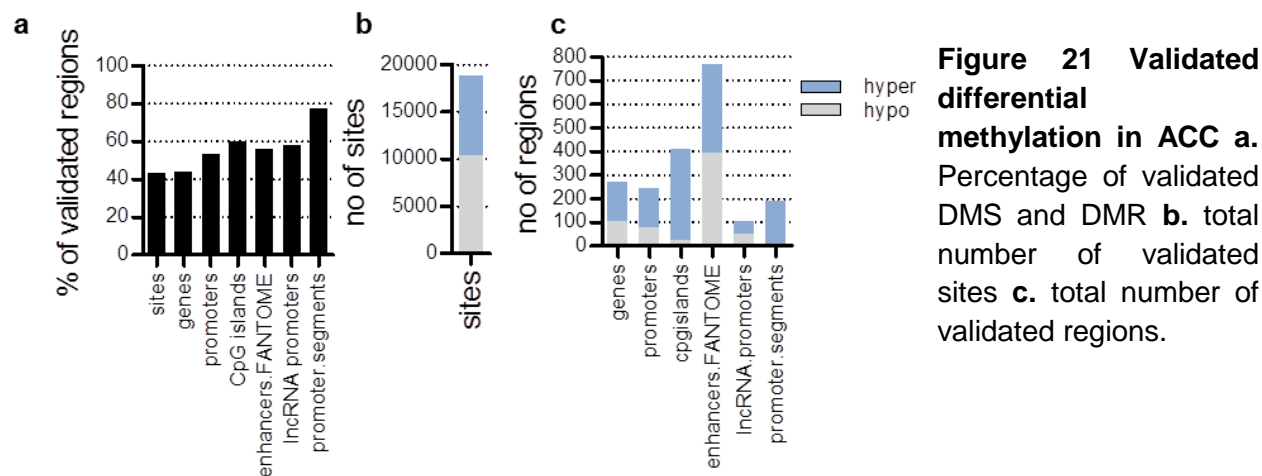 a
% of validated regions
100
80
60
40
20
0
sites
genes
promoters
CpG islands
enhancers.FANTOME
lncRNA promoters
promoter.segments
b
no of sites
20000
15000
10000
5000
0
sites
c
no of regions
800
700
600
500
400
300
200
100
0
genes
promoters
cpgislands
enhancers.FANTOME
lncRNA.promoters
promoter.segments
hyper
hypo
Figure 21 Validated
differential
methylation in ACC a.
Percentage of validated
DMS and DMR b. total
number of validated
sites c. total number of
validated regions.